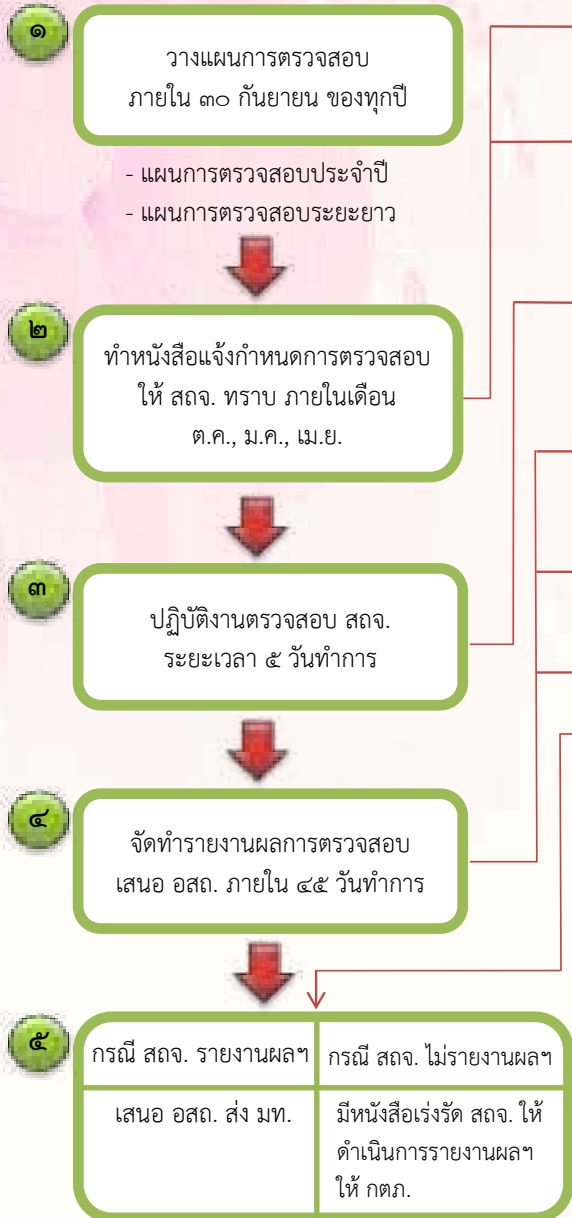 ๑
วางแผนการตรวจสอบ
ภายใน ๓๐ กันยายน ของทุกปี
- แผนการตรวจสอบประจำปี
- แผนการตรวจสอบระยะยาว
๒
ทำหนังสือแจ้งกำหนดการตรวจสอบ
ให้ สถจ. ทราบ ภายในเดือน
ต.ค., ม.ค., เม.ย.
๓
ปฏิบัติงานตรวจสอบ สถจ.
ระยะเวลา ๕ วันทำการ
๔
จัดทำรายงานผลการตรวจสอบ
เสนอ อสถ. ภายใน ๔๕ วันทำการ
๕
กรณี สถจ. รายงานผลฯ
กรณี สถจ. ไม่รายงานผลฯ
เสนอ อสถ. ส่ง มท.
มีหนังสือเร่งรัด สถจ. ให้
ดำเนินการรายงานผลฯ
ให้ กตภ.